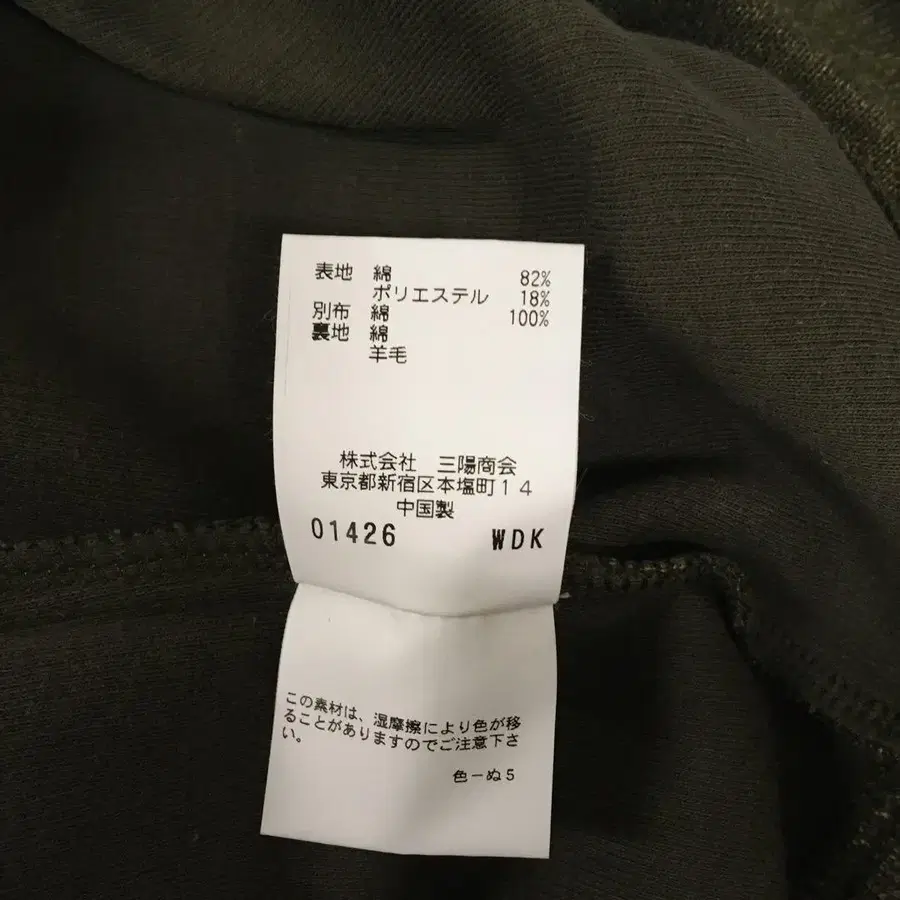 表地 綿 82%
ポリエステル 18%
別布 綿 100%
裏地 綿
羊毛
株式会社 三陽商会
東京都新宿区本塩町14
中国製
01426 WDK
この素材は、湿摩擦により色が移
ることがありますのでご注意下さ
い。
色-ぬ5